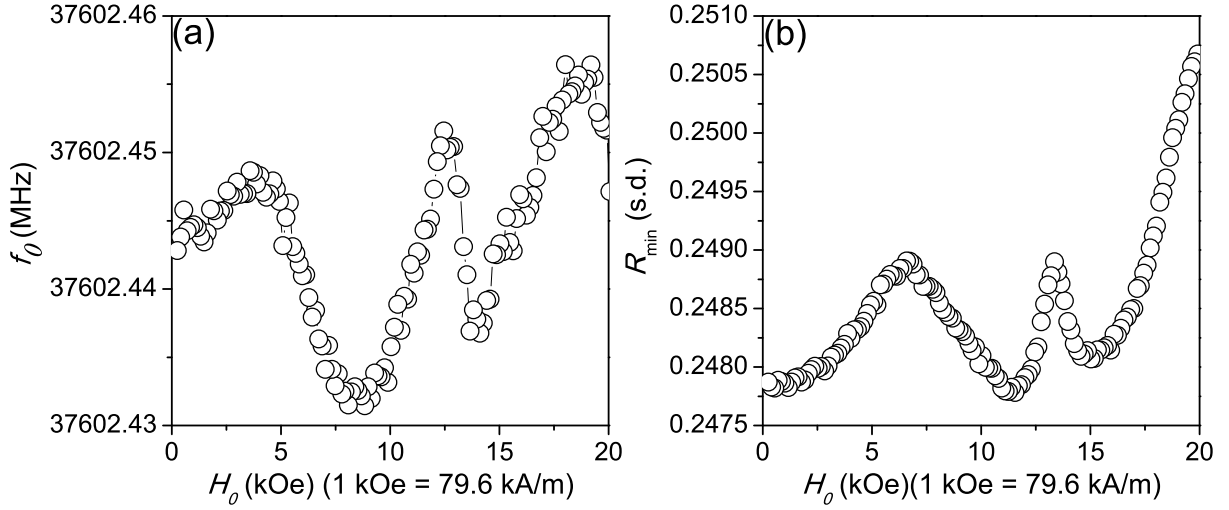 (a)
37602.46
37602.45
37602.44
37602.43
f0 (MHz)
0 5 10 15 20
H0 (kOe) (1 kOe = 79.6 kA/m)
(b)
0.2510
0.2505
0.2500
0.2495
0.2490
0.2485
0.2480
0.2475
Rmin (s.d.)
0 5 10 15 20
H0 (kOe)(1 kOe = 79.6 kA/m)